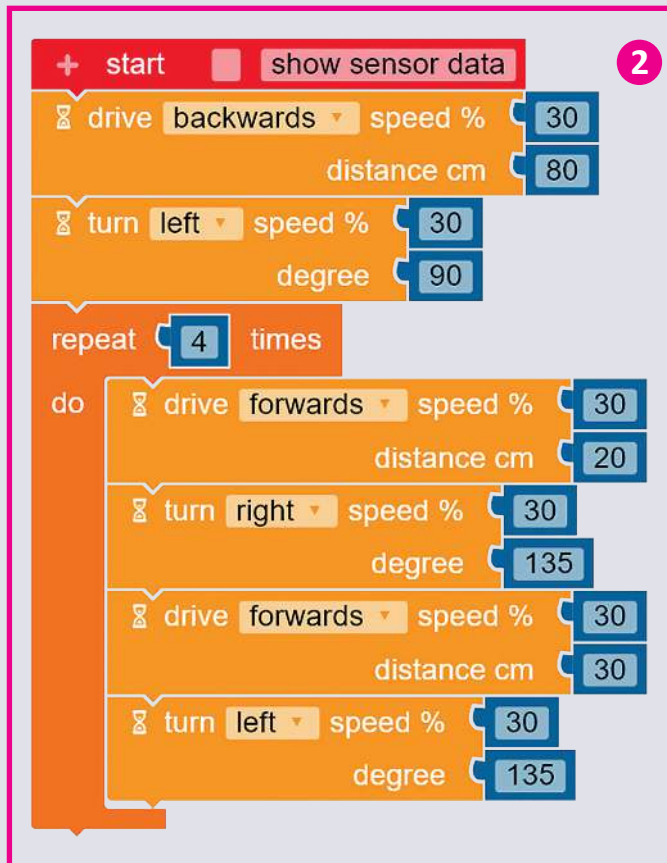 + start show sensor data 2
drive backwards speed % 30
distance cm 80
turn left speed % 30
degree 90
repeat 4 times
do drive forwards speed % 30
distance cm 20
turn right speed % 30
degree 135
drive forwards speed % 30
distance cm 30
turn left speed % 30
degree 135